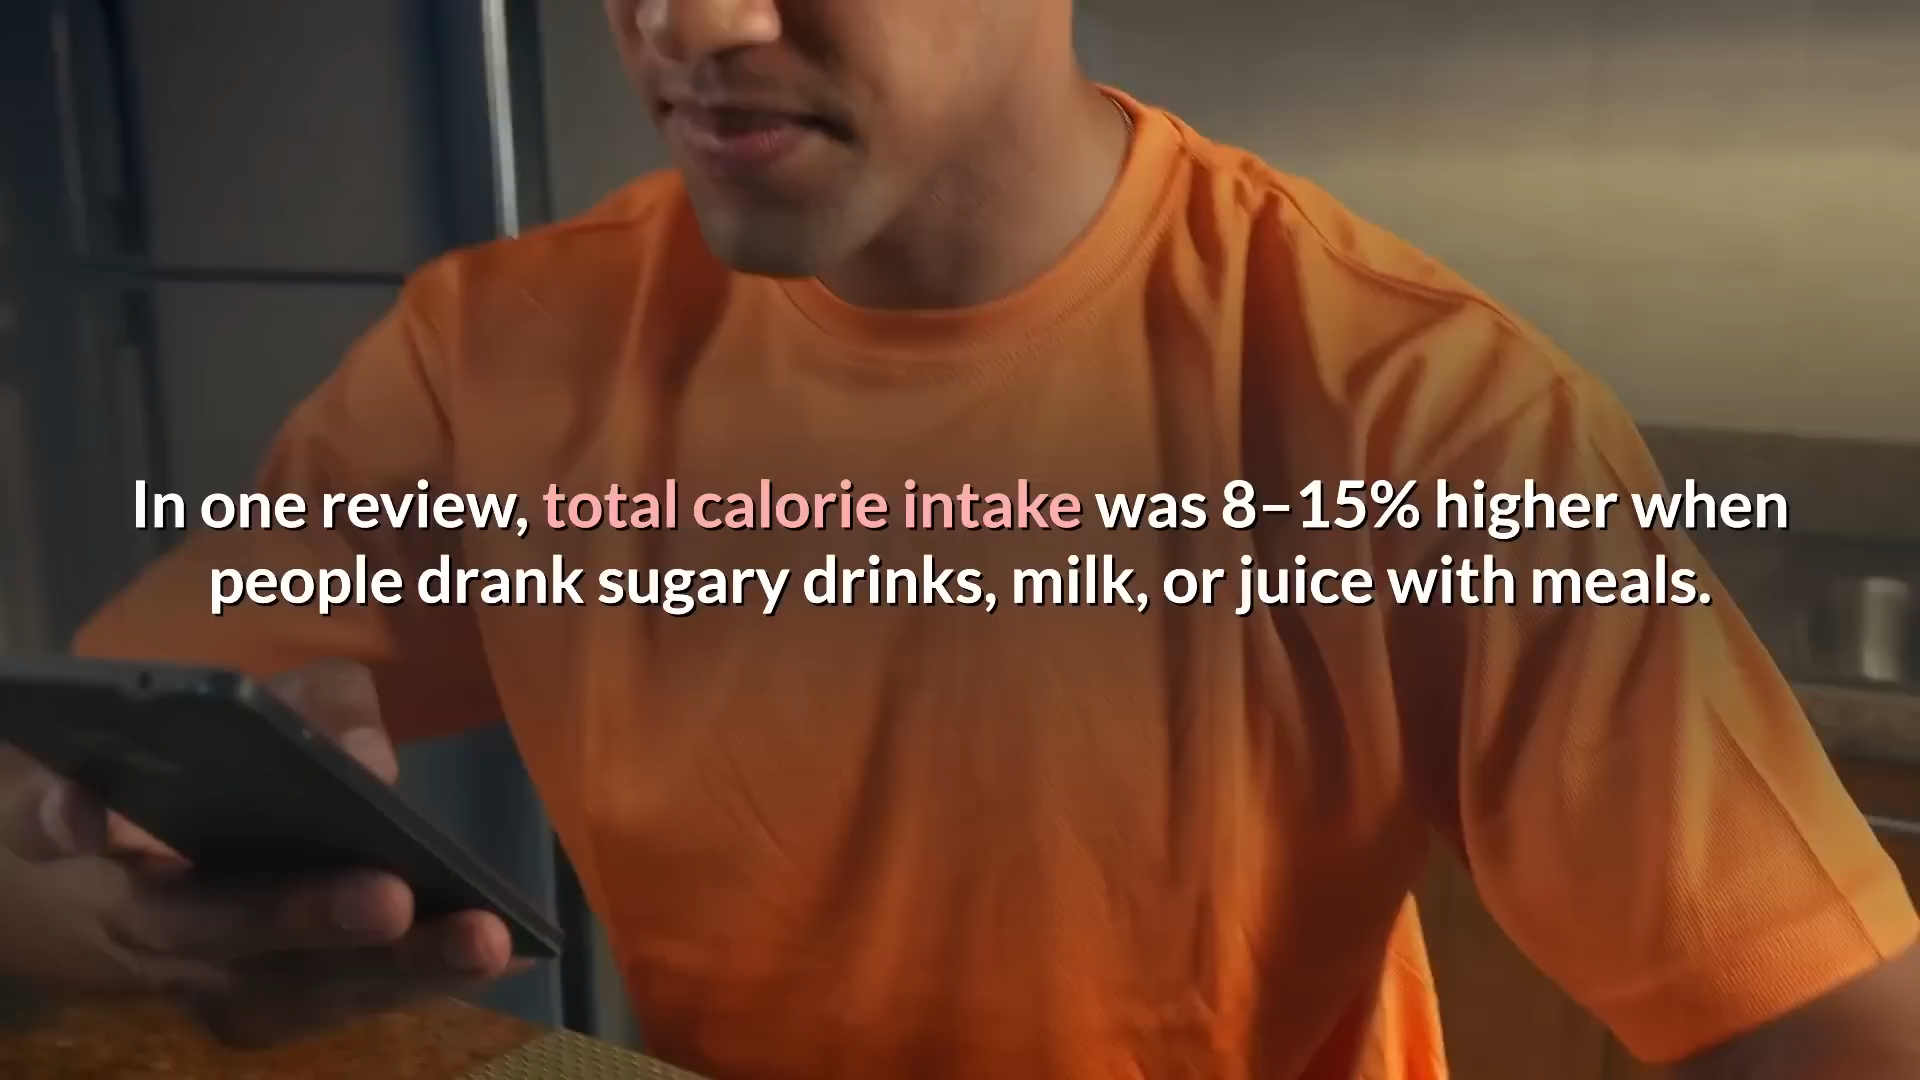 In one review, total calorie intake was 8–15% higher when
people drank sugary drinks, milk, or juice with meals.